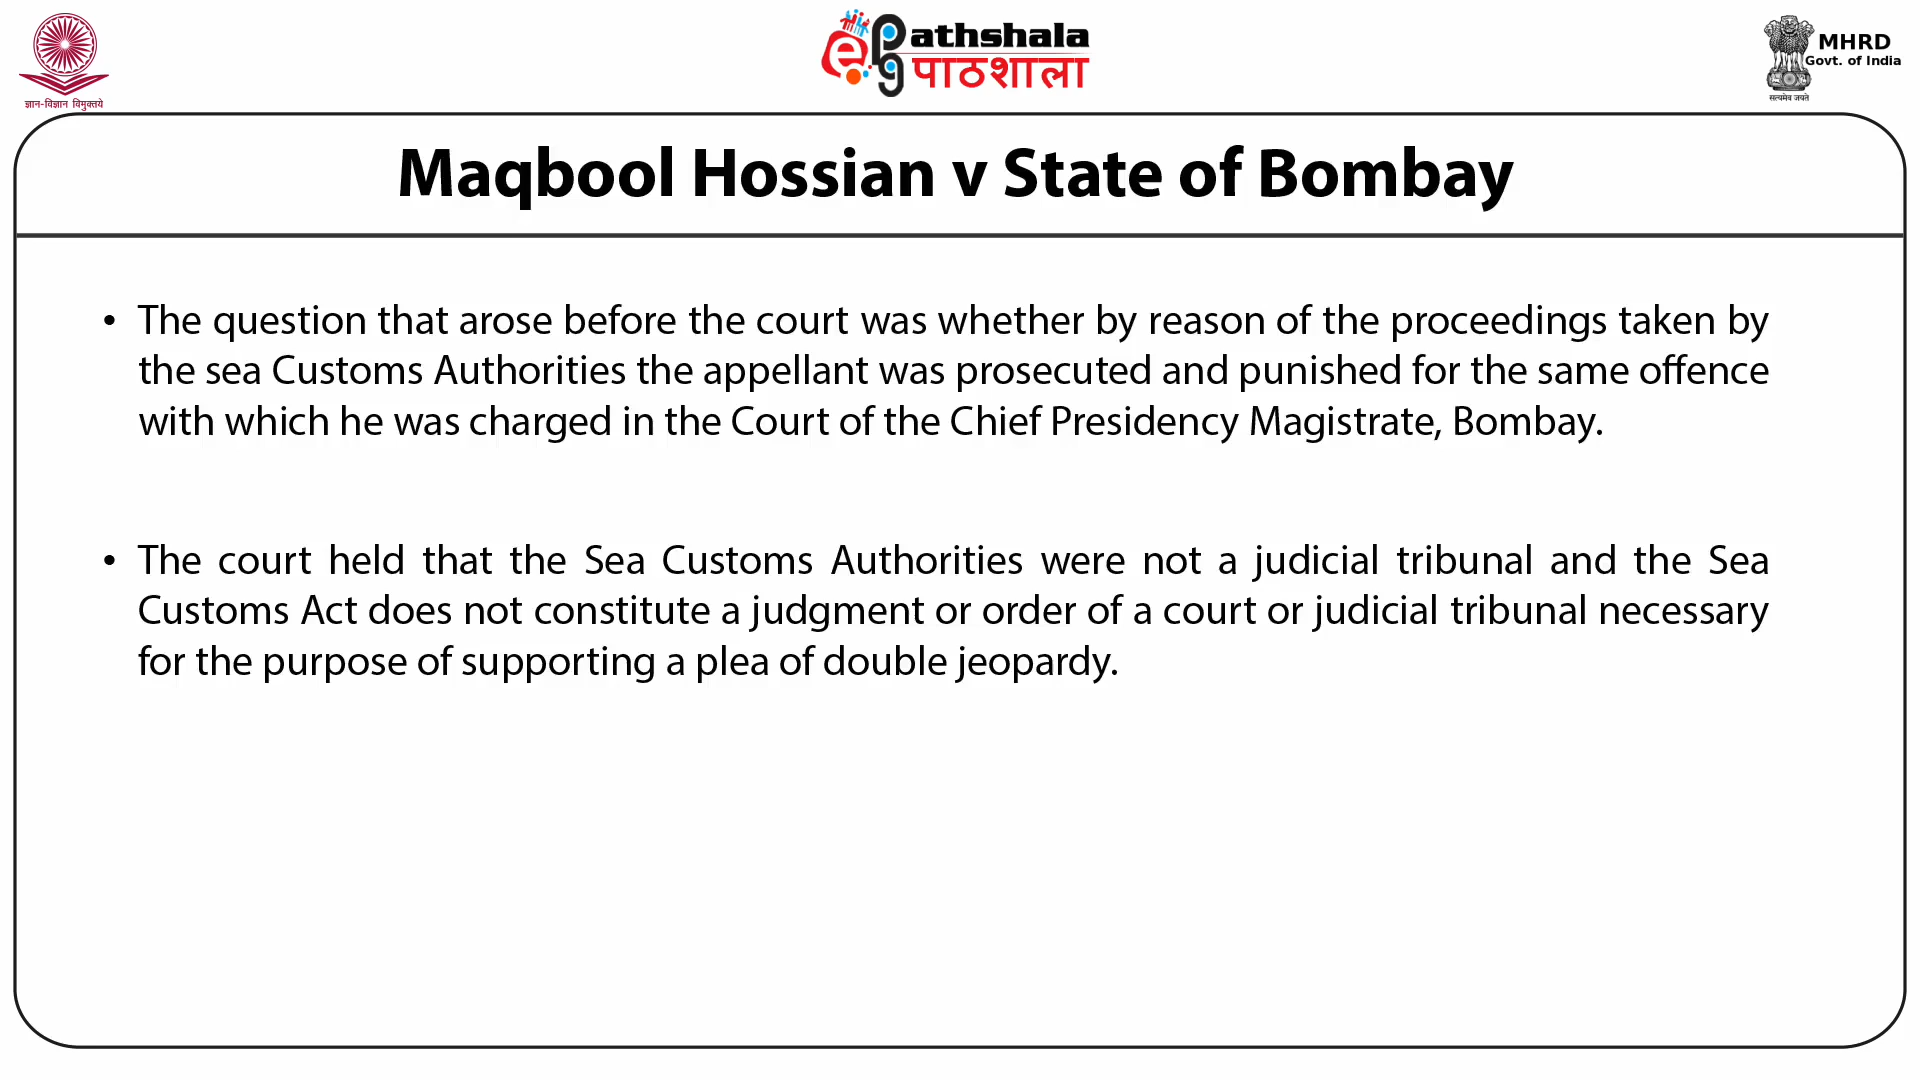 ePg Pathshala
पाठशाला
ज्ञान-विज्ञान विमुक्तये
MHRD
Govt. of India
सत्यमेव जयते
Maqbool Hossian v State of Bombay
• The question that arose before the court was whether by reason of the proceedings taken by
the sea Customs Authorities the appellant was prosecuted and punished for the same offence
with which he was charged in the Court of the Chief Presidency Magistrate, Bombay.
• The court held that the Sea Customs Authorities were not a judicial tribunal and the Sea
Customs Act does not constitute a judgment or order of a court or judicial tribunal necessary
for the purpose of supporting a plea of double jeopardy.